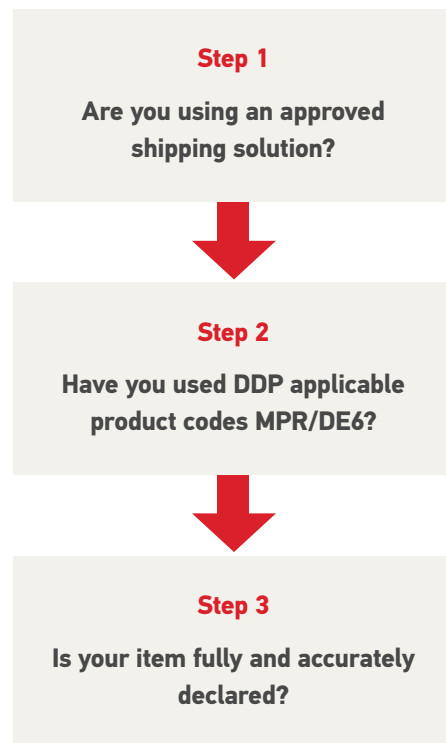 Step 1
Are you using an approved
shipping solution?
Step 2
Have you used DDP applicable
product codes MPR/DE6?
Step 3
Is your item fully and accurately
declared?